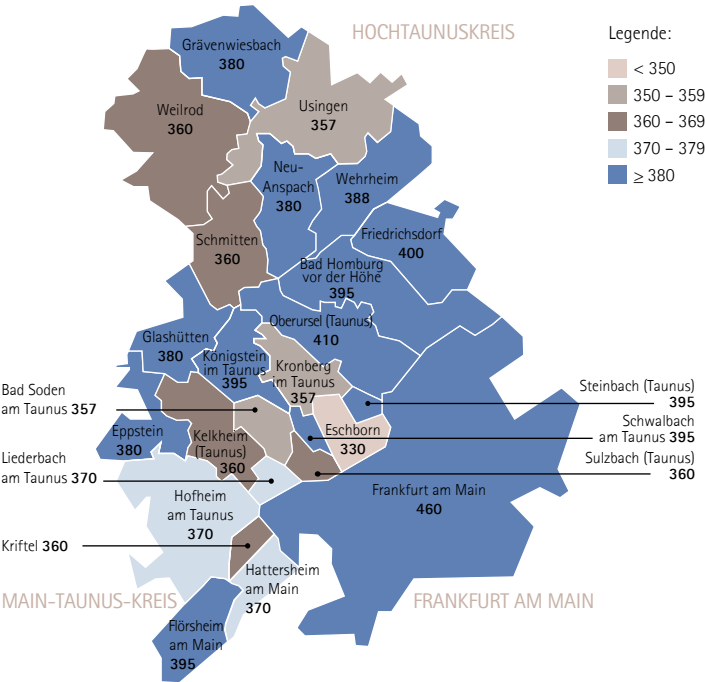 HOCHTAUNUSKREIS
Legende:
< 350
350 – 359
360 – 369
370 – 379
≥ 380
Grävenwiesbach
380
Weilrod
360
Usingen
357
Neu-
Anspach
380
Wehrheim
388
Schmitten
360
Friedrichsdorf
400
Bad Homburg
vor der Höhe
395
Oberursel (Taunus)
410
Glashütten
380
Königstein
im Taunus
395
Kronberg
im Taunus
357
Bad Soden
am Taunus 357
Steinbach (Taunus)
395
Schwalbach
am Taunus 395
Sulzbach (Taunus)
360
Eschborn
330
Eppstein
380
Kelkheim
(Taunus)
360
Liederbach
am Taunus 370
Hofheim
am Taunus
370
Frankfurt am Main
460
Kriftel 360
Hattersheim
am Main
370
MAIN-TAUNUS-KREIS
FRANKFURT AM MAIN
Flörsheim
am Main
395